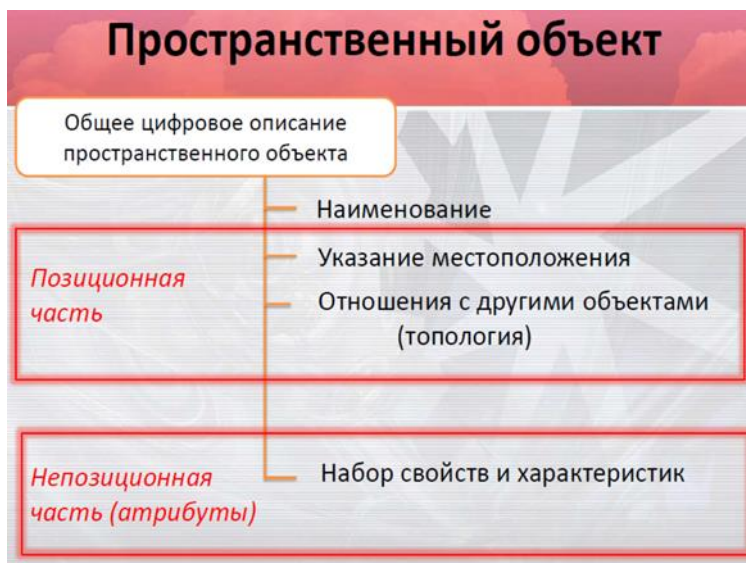 Пространственный объект
Общее цифровое описание
пространственного объекта
Наименование
Позиционная
часть
Указание местоположения
Отношения с другими объектами
(топология)
Непозиционная
часть (атрибуты)
Набор свойств и характеристик